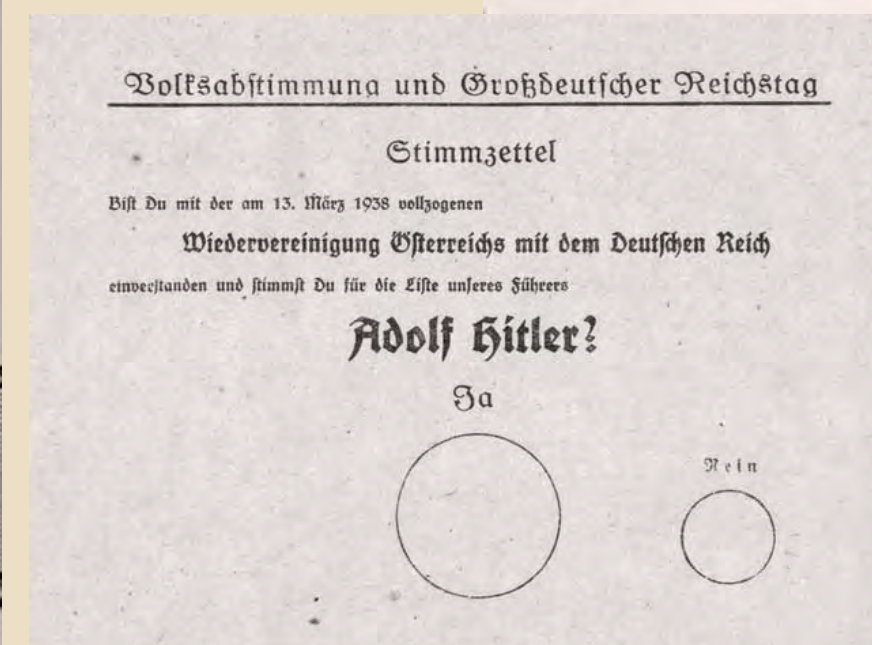 Volksabstimmung und Großdeutscher Reichstag
Stimmzettel
Bist Du mit der am 13. März 1938 vollzogenen
Wiedervereinigung Österreichs mit dem Deutschen Reich
einverstanden und stimmst Du für die Liste unseres Führers
Adolf Hitler?
Ja
Nein